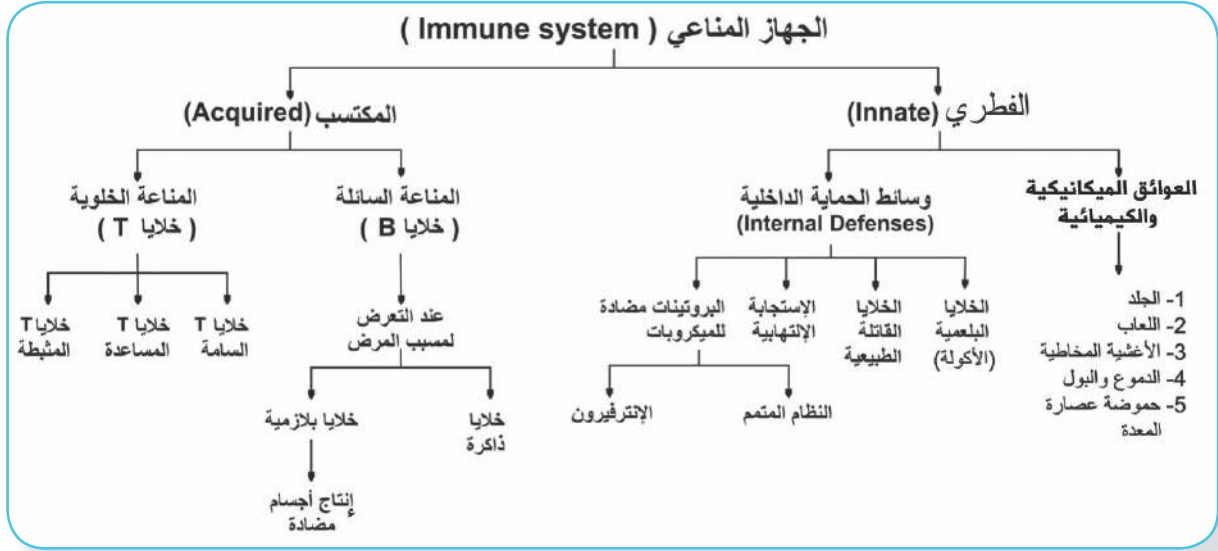 الجهاز المناعي ( Immune system )
الفطري (Innate)
المكتسب (Acquired)
العوائق الميكانيكية
والكيميائية
1- الجلد
2- اللعاب
3- الأغشية المخاطية
4- الدموع والبول
5- حموضة عصارة
المعدة
وسائط الحماية الداخلية
(Internal Defenses)
الخلايا
البلعمية
(الأكولة)
الخلايا
القاتلة
الطبيعية
الإستجابة
الإلتهابية
البروتينات مضادة
للميكروبات
النظام المتمم
الإنترفيرون
المناعة السائلة
( خلايا B )
عند التعرض
لمسبب المرض
خلايا
ذاكرة
خلايا بلازمية
إنتاج أجسام
مضادة
المناعة الخلوية
( خلايا T )
خلايا T
السامة
خلايا T
المساعدة
خلايا T
المثبطة